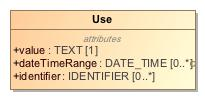 Use
attributes
+value : TEXT [1]
+dateTimeRange : DATE_TIME [0..*]
+identifier : IDENTIFIER [0..*]